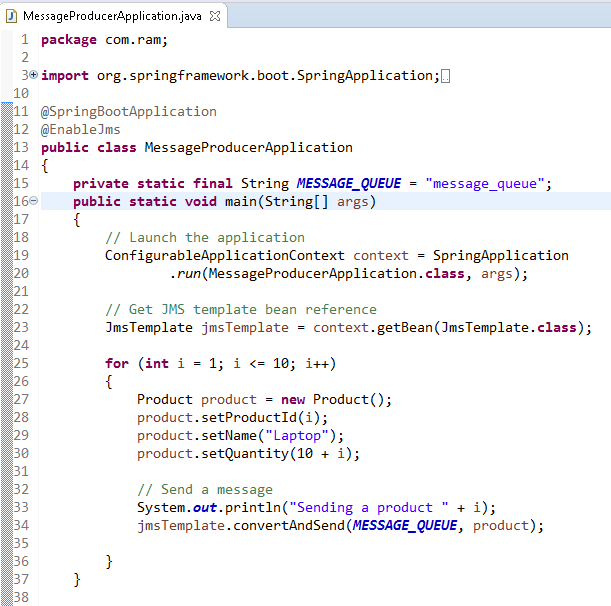 MessageProducerApplication.java
1 package com.ram;
2
3 import org.springframework.boot.SpringApplication;
10
11 @SpringBootApplication
12 @EnableJms
13 public class MessageProducerApplication
14 {
15     private static final String MESSAGE_QUEUE = "message_queue";
16     public static void main(String[] args)
17     {
18         // Launch the application
19         ConfigurableApplicationContext context = SpringApplication
20                 .run(MessageProducerApplication.class, args);
21
22         // Get JMS template bean reference
23         JmsTemplate jmsTemplate = context.getBean(JmsTemplate.class);
24
25         for (int i = 1; i <= 10; i++)
26         {
27             Product product = new Product();
28             product.setProductId(i);
29             product.setName("Laptop");
30             product.setQuantity(10 + i);
31
32             // Send a message
33             System.out.println("Sending a product " + i);
34             jmsTemplate.convertAndSend(MESSAGE_QUEUE, product);
35
36         }
37     }
38